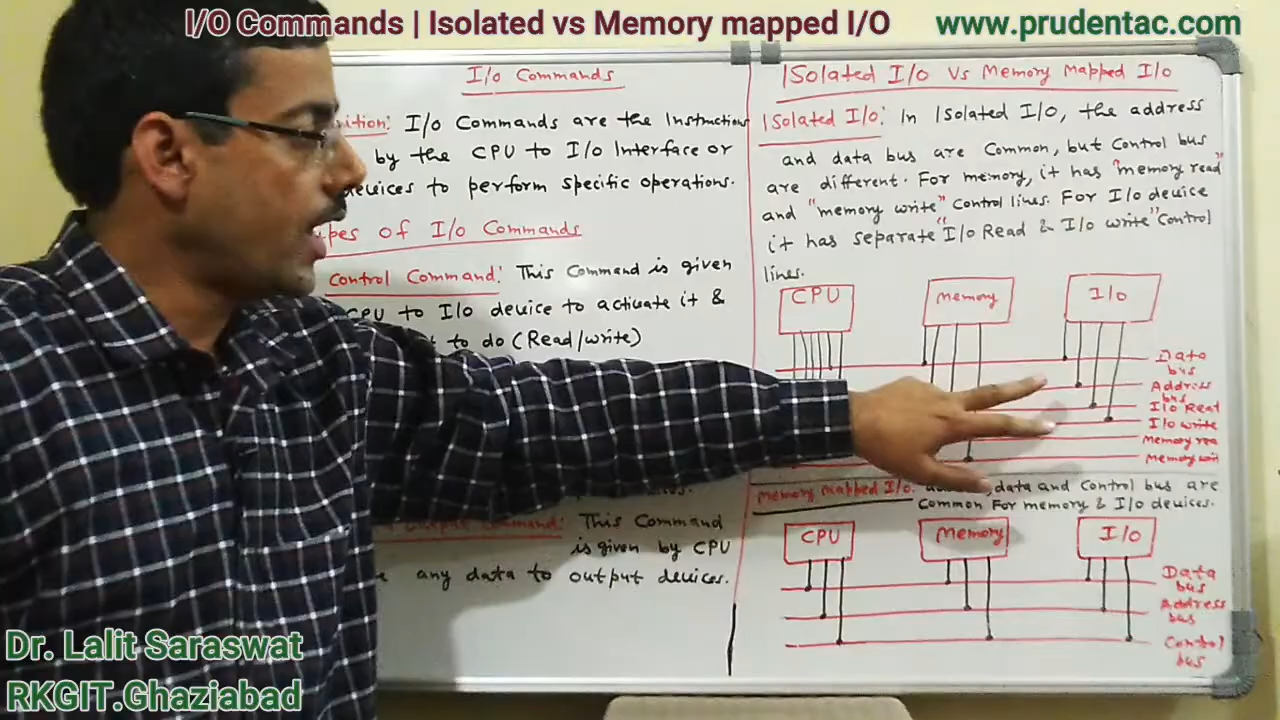 I/O Commands | Isolated vs Memory mapped I/O
www.prudentac.com
I/o Commands
I/o Commands are the Instructions
by the CPU to I/o Interface or
to perform specific operations.
of I/o Commands
Control Command: This Command is given
CPU to I/o device to activate it &
to do (Read/write)
Command: This Command
is given by CPU
any data to output devices.
ISolated I/o Vs Memory Mapped I/o
ISolated I/o: In ISolated I/o, the address
and data bus are Common, but Control bus
are different. For memory, it has "memory read"
and "memory write" Control lines. For I/o device
it has separate "I/o Read & I/o write" Control
lines.
CPU
Memory
I/o
Data
bus
Address
bus
I/o Read
I/o write
Memory
Memory
Memory Mapped I/o: data and Control bus are
Common For memory & I/o devices.
CPU
Memory
I/o
Data
bus
Address
bus
Control
bus
Dr. Lalit Saraswat
RKGIT.Ghaziabad